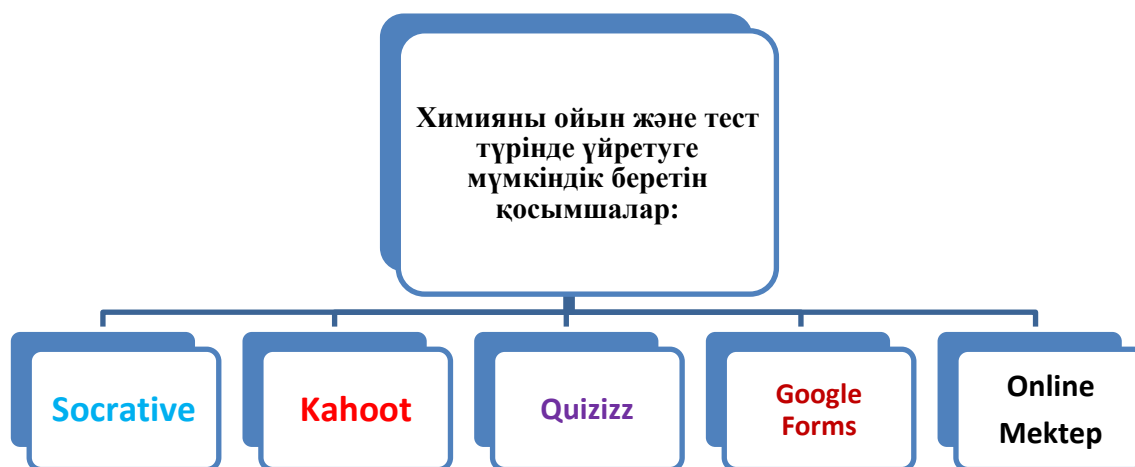 Химияны ойын және тест
түрінде үйретуге
мүмкіндік беретін
қосымшалар:
Socrative
Kahoot
Quizizz
Google
Forms
Online
Mektep